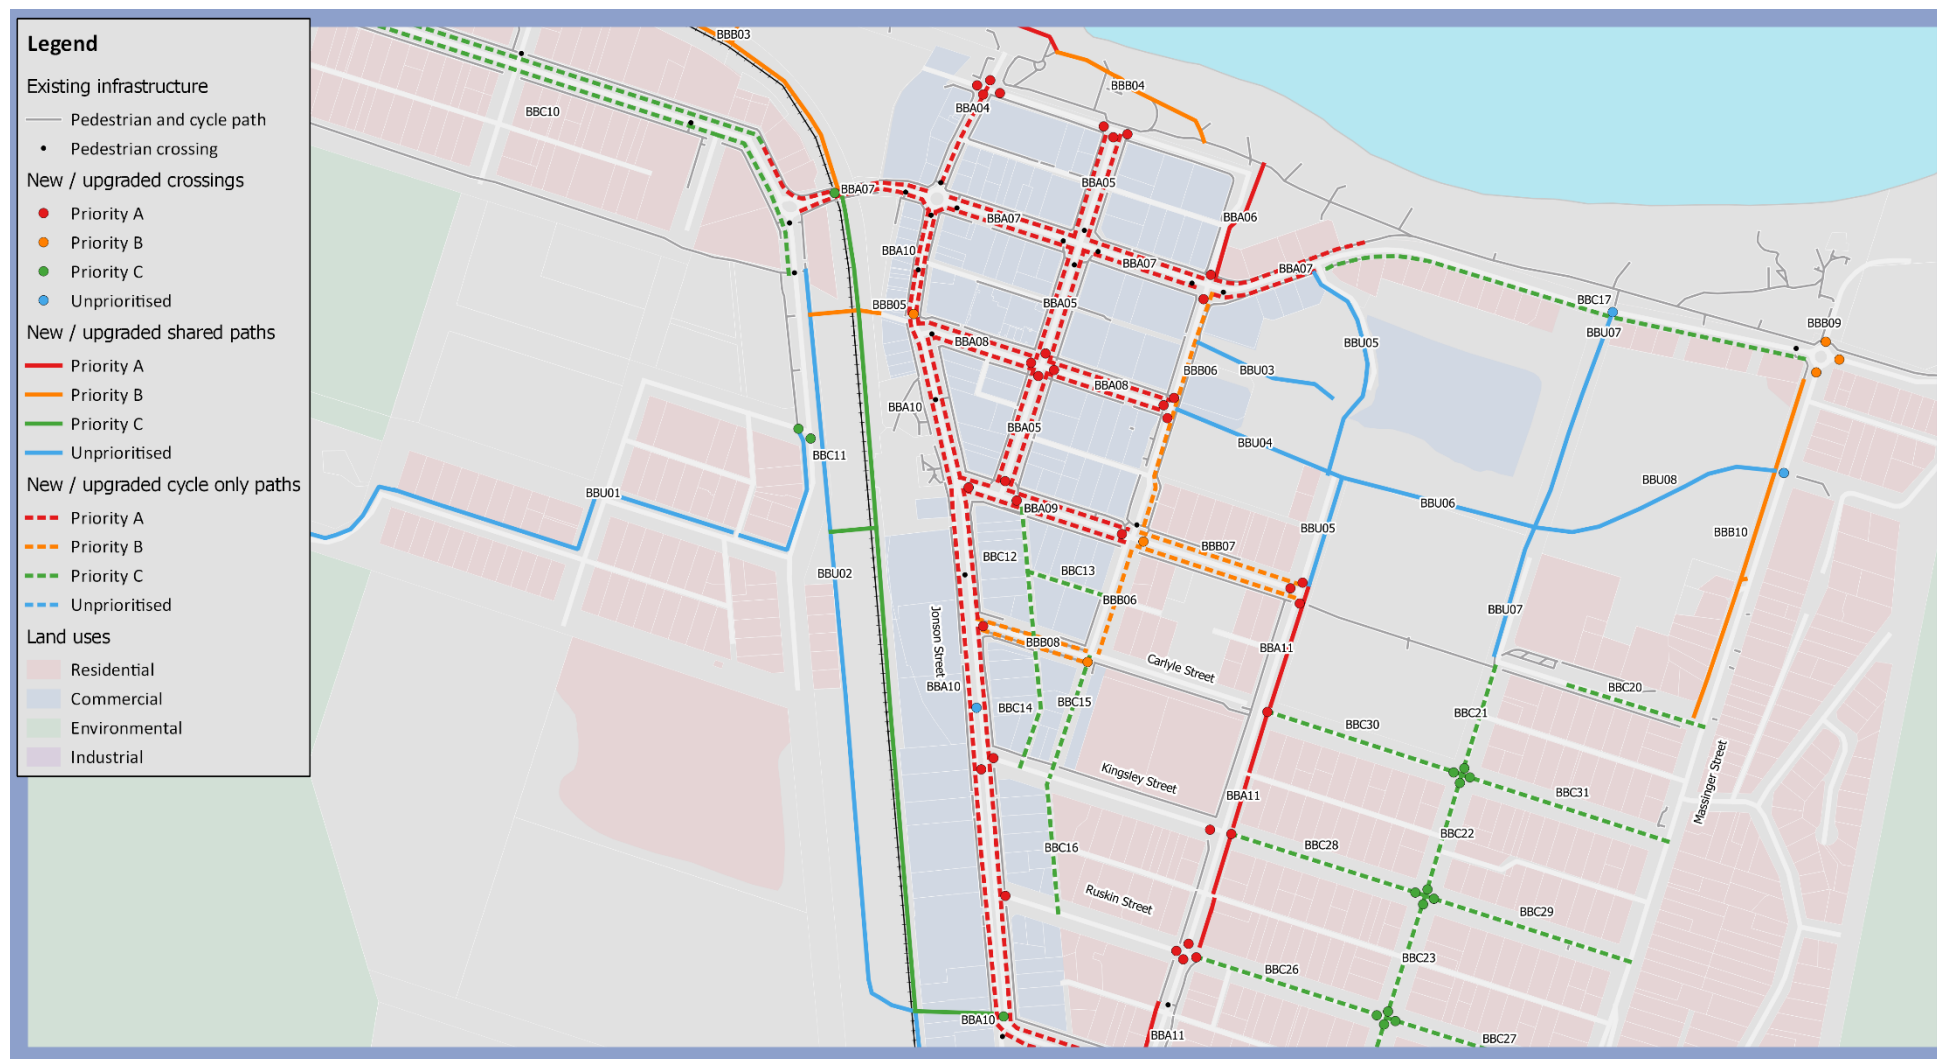 Legend
Existing infrastructure
Pedestrian and cycle path
Pedestrian crossing
New / upgraded crossings
Priority A
Priority B
Priority C
Unprioritised
New / upgraded shared paths
Priority A
Priority B
Priority C
Unprioritised
New / upgraded cycle only paths
Priority A
Priority B
Priority C
Unprioritised
Land uses
Residential
Commercial
Environmental
Industrial
BBB03
BBB04
BBA04
BBC10
BBA05
BBA07
BBA07
BBA06
BBA10
BBA07
BBA07
BBC17
BBB05
BBA05
BBB09
BBU07
BBA08
BBU05
BBB06
BBU03
BBA08
BBA10
BBA05
BBU04
BBC11
BBU08
BBU01
BBU06
BBA09
BBU05
BBB10
BBB07
BBC12
BBC13
BBU02
BBB06
BBU07
Jonson Street
BBB08
BBA11
Carlyle Street
BBA10
BBC20
BBC15
BBC14
BBC21
BBC30
Kingsley Street
Massinger Street
BBA11
BBC31
BBC22
BBC28
BBC16
Ruskin Street
BBC29
BBC23
BBC26
BBA10
BBA11
BBC27